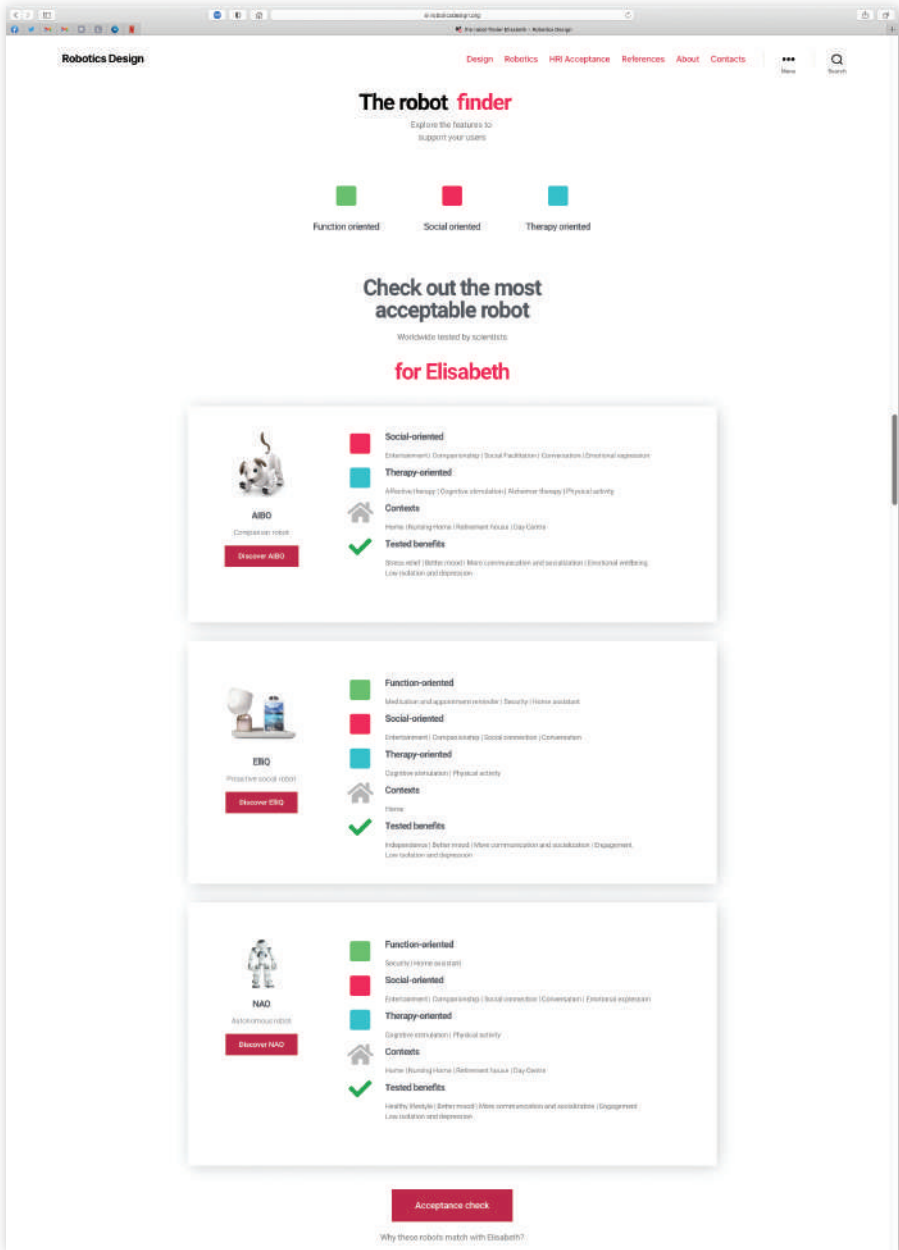 roboticsdesign.org
The robot finder Elisabeth – Robotics Design
Robotics Design
Design Robotics HRI Acceptance References About Contacts
Menu
Search
The robot finder
Explore the features to
support your users
Function oriented
Social oriented
Therapy oriented
Check out the most
acceptable robot
Worldwide tested by scientists
for Elisabeth
AIBO
Companion robot
Discover AIBO
Social-oriented
Entertainment | Companionship | Social Facilitation | Conversation | Emotional expression
Therapy-oriented
Affective therapy | Cognitive stimulation | Alzheimer therapy | Physical activity
Contexts
Home | Nursing Home | Retirement house | Day Centre
Tested benefits
Stress relief | Better mood | More communication and socialization | Emotional wellbeing
Low isolation and depression
ElliQ
Proactive social robot
Discover ElliQ
Function-oriented
Medication and appointment reminder | Security | Home assistant
Social-oriented
Entertainment | Companionship | Social connection | Conversation
Therapy-oriented
Cognitive stimulation | Physical activity
Contexts
Home
Tested benefits
Independence | Better mood | More communication and socialization | Engagement
Low isolation and depression
NAO
Autonomous robot
Discover NAO
Function-oriented
Security | Home assistant
Social-oriented
Entertainment | Companionship | Social connection | Conversation | Emotional expression
Therapy-oriented
Cognitive stimulation | Physical activity
Contexts
Home | Nursing Home | Retirement house | Day Centre
Tested benefits
Healthy lifestyle | Better mood | More communication and socialization | Engagement
Low isolation and depression
Acceptance check
Why these robots match with Elisabeth?